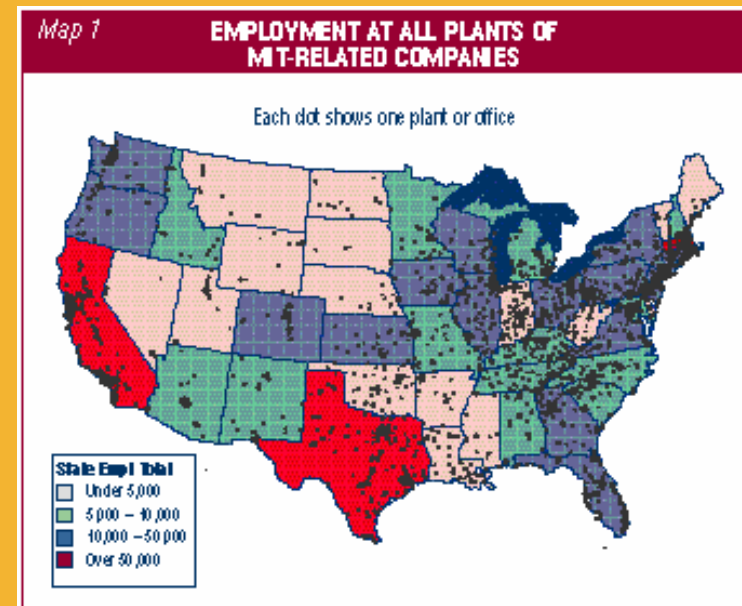 Map 1
EMPLOYMENT AT ALL PLANTS OF
MIT-RELATED COMPANIES
Each dot shows one plant or office
State Empl Total
Under 5,000
5,000 – 10,000
10,000 – 50,000
Over 50,000